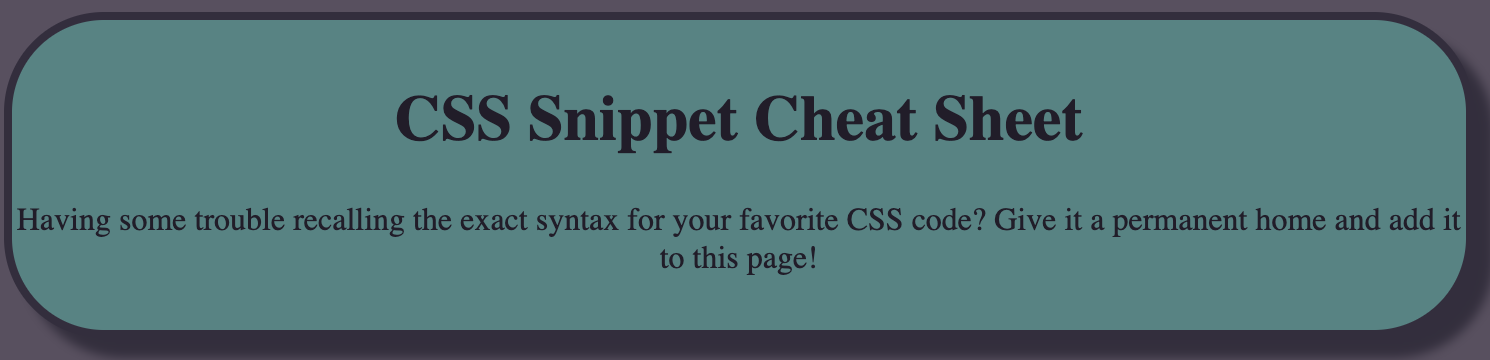 CSS Snippet Cheat Sheet
Having some trouble recalling the exact syntax for your favorite CSS code? Give it a permanent home and add it
to this page!